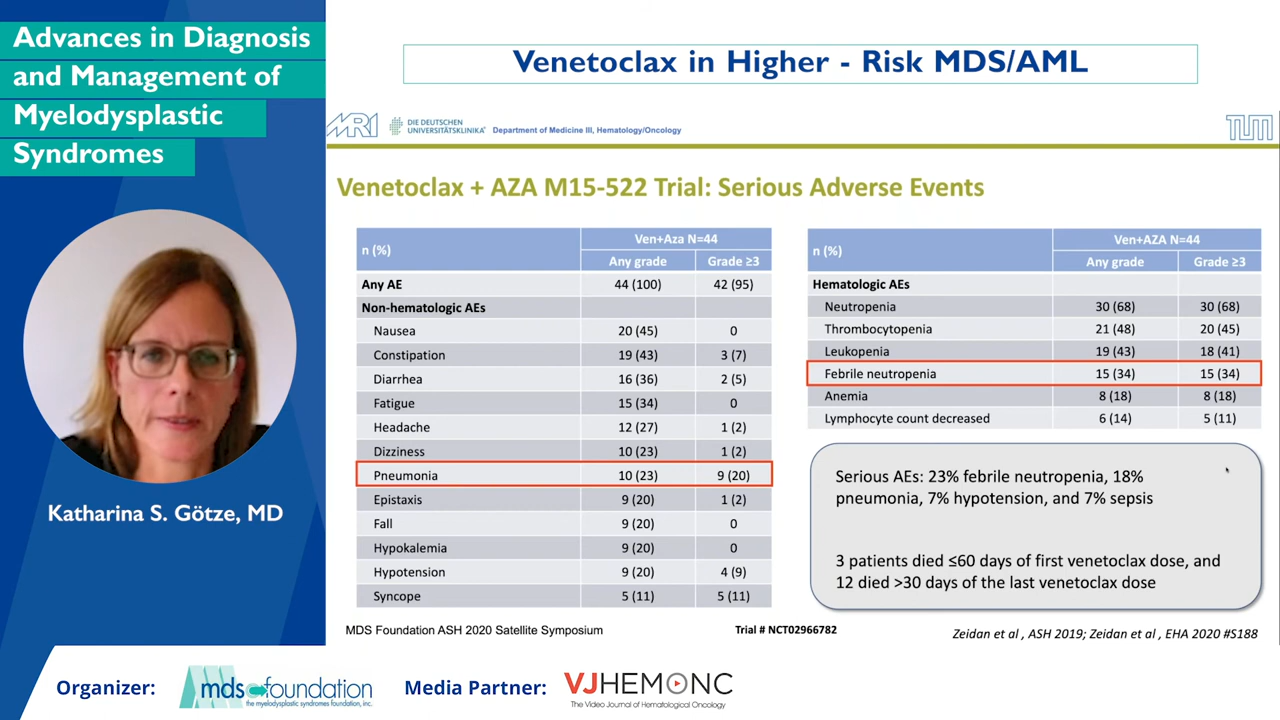 Advances in Diagnosis
and Management of
Myelodysplastic
Syndromes
Katharina S. Götze, MD
Venetoclax in Higher - Risk MDS/AML
MRI
DIE DEUTSCHEN
UNIVERSITÄTSKLINIKA®
Department of Medicine III, Hematology/Oncology
TUM
Venetoclax + AZA M15-522 Trial: Serious Adverse Events
n (%) Ven+Aza N=44
Any grade Grade ≥3
Any AE 44 (100) 42 (95)
Non-hematologic AEs
Nausea 20 (45) 0
Constipation 19 (43) 3 (7)
Diarrhea 16 (36) 2 (5)
Fatigue 15 (34) 0
Headache 12 (27) 1 (2)
Dizziness 10 (23) 1 (2)
Pneumonia 10 (23) 9 (20)
Epistaxis 9 (20) 1 (2)
Fall 9 (20) 0
Hypokalemia 9 (20) 0
Hypotension 9 (20) 4 (9)
Syncope 5 (11) 5 (11)
n (%) Ven+AZA N=44
Any grade Grade ≥3
Hematologic AEs
Neutropenia 30 (68) 30 (68)
Thrombocytopenia 21 (48) 20 (45)
Leukopenia 19 (43) 18 (41)
Febrile neutropenia 15 (34) 15 (34)
Anemia 8 (18) 8 (18)
Lymphocyte count decreased 6 (14) 5 (11)
Serious AEs: 23% febrile neutropenia, 18%
pneumonia, 7% hypotension, and 7% sepsis
3 patients died ≤60 days of first venetoclax dose, and
12 died >30 days of the last venetoclax dose
MDS Foundation ASH 2020 Satellite Symposium
Trial # NCT02966782
Zeidan et al , ASH 2019; Zeidan et al , EHA 2020 #S188
Organizer:
mds foundation
the myelodysplastic syndromes foundation, inc.
Media Partner:
VJHEMONC
The Video Journal of Hematological Oncology